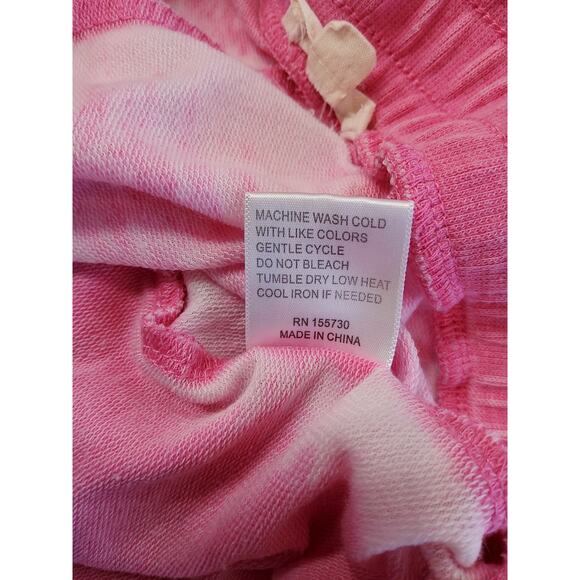 MACHINE WASH COLD
WITH LIKE COLORS
GENTLE CYCLE
DO NOT BLEACH
TUMBLE DRY LOW HEAT
COOL IRON IF NEEDED
RN 155730
MADE IN CHINA